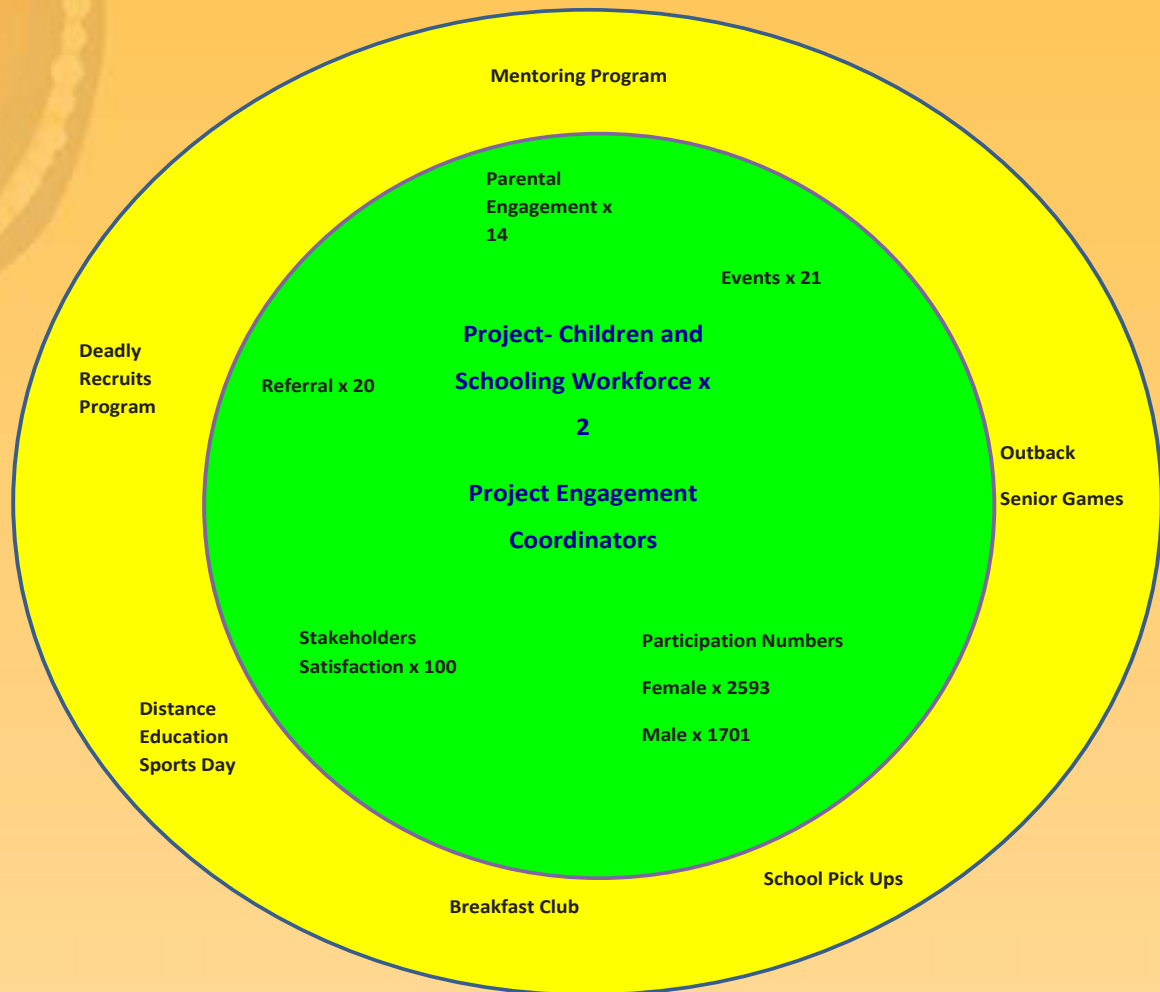 Mentoring Program
Parental
Engagement x
14
Events x 21
Project- Children and
Schooling Workforce x
2
Project Engagement
Coordinators
Deadly
Recruits
Program
Referral x 20
Outback
Senior Games
Stakeholders
Satisfaction x 100
Participation Numbers
Female x 2593
Male x 1701
Distance
Education
Sports Day
School Pick Ups
Breakfast Club